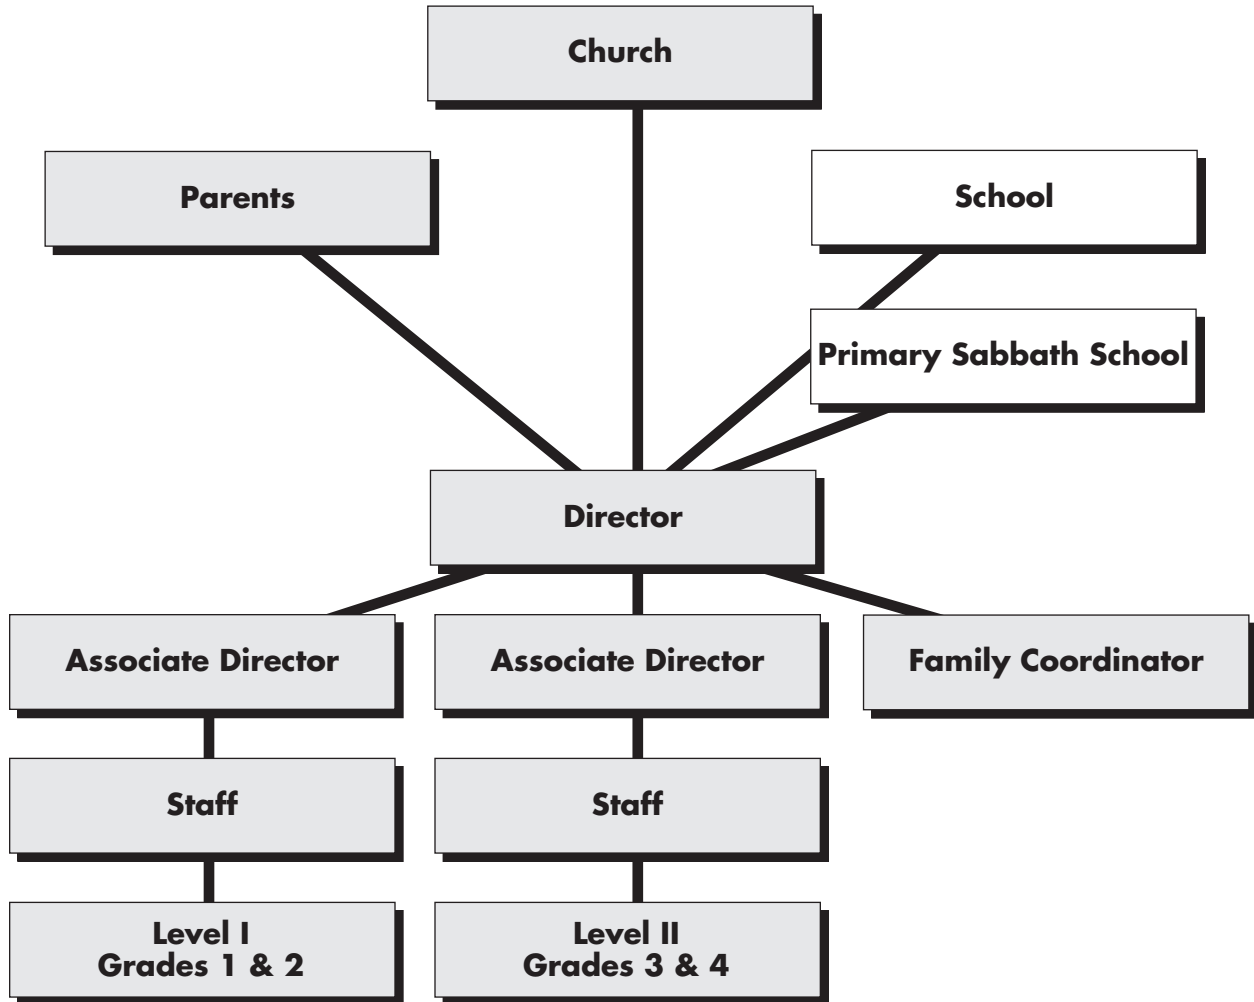 Church
Parents
School
Primary Sabbath School
Director
Associate Director
Associate Director
Family Coordinator
Staff
Staff
Level I
Grades 1 & 2
Level II
Grades 3 & 4